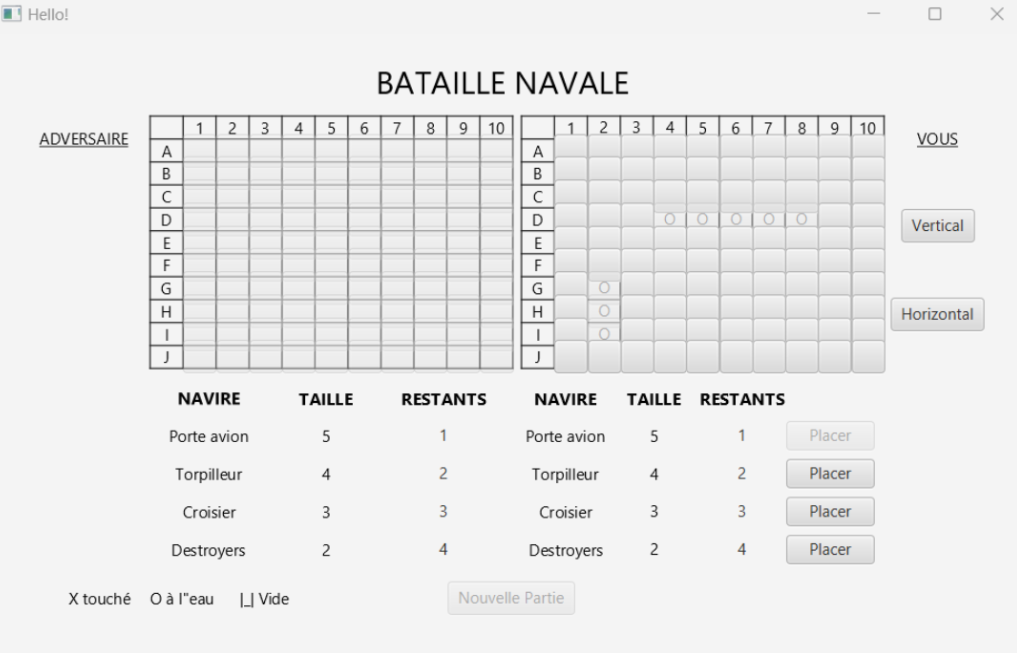 Hello!
BATAILLE NAVALE
ADVERSAIRE
1 2 3 4 5 6 7 8 9 10
A
B
C
D
E
F
G
H
I
J
1 2 3 4 5 6 7 8 9 10
A
B
C
D O O O O O
E
F
G O
H O
I O
J
VOUS
Vertical
Horizontal
NAVIRE TAILLE RESTANTS
Porte avion 5 1
Torpilleur 4 2
Croisier 3 3
Destroyers 2 4
NAVIRE TAILLE RESTANTS
Porte avion 5 1 Placer
Torpilleur 4 2 Placer
Croisier 3 3 Placer
Destroyers 2 4 Placer
X touché O à l"eau |_| Vide
Nouvelle Partie